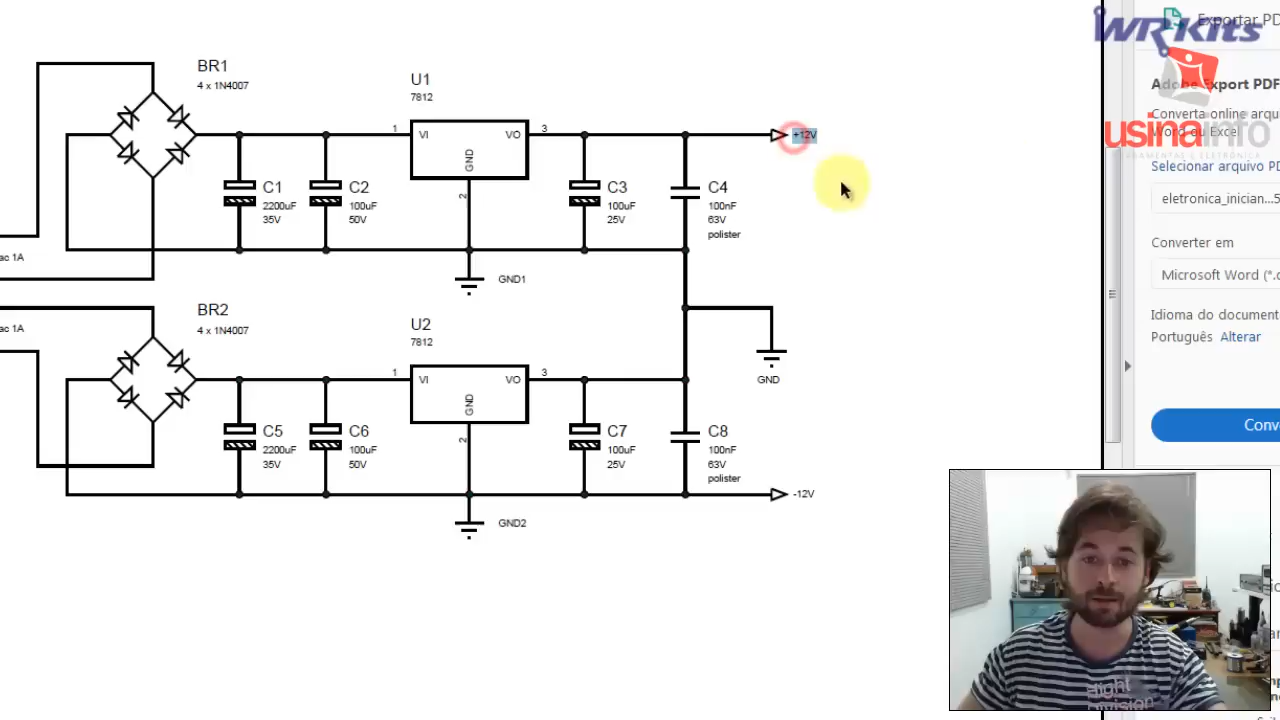 BR1
4 x 1N4007
U1
7812
1
VI
VO
3
GND
2
+12V
C1
2200uF
35V
C2
100uF
50V
C3
100uF
25V
C4
100nF
63V
polister
ac 1A
GND1
BR2
4 x 1N4007
U2
7812
ac 1A
1
VI
VO
3
GND
2
GND
C5
2200uF
35V
C6
100uF
50V
C7
100uF
25V
C8
100nF
63V
polister
-12V
GND2
WRKits
Exportar PD
Adobe Export PDF
Converta online arqu
Word ou Excel
usinainfo
Selecionar arquivo PD
eletronica_inician...5
Converter em
Microsoft Word (*.d
Idioma do document
Português Alterar
Conve
flight
Division